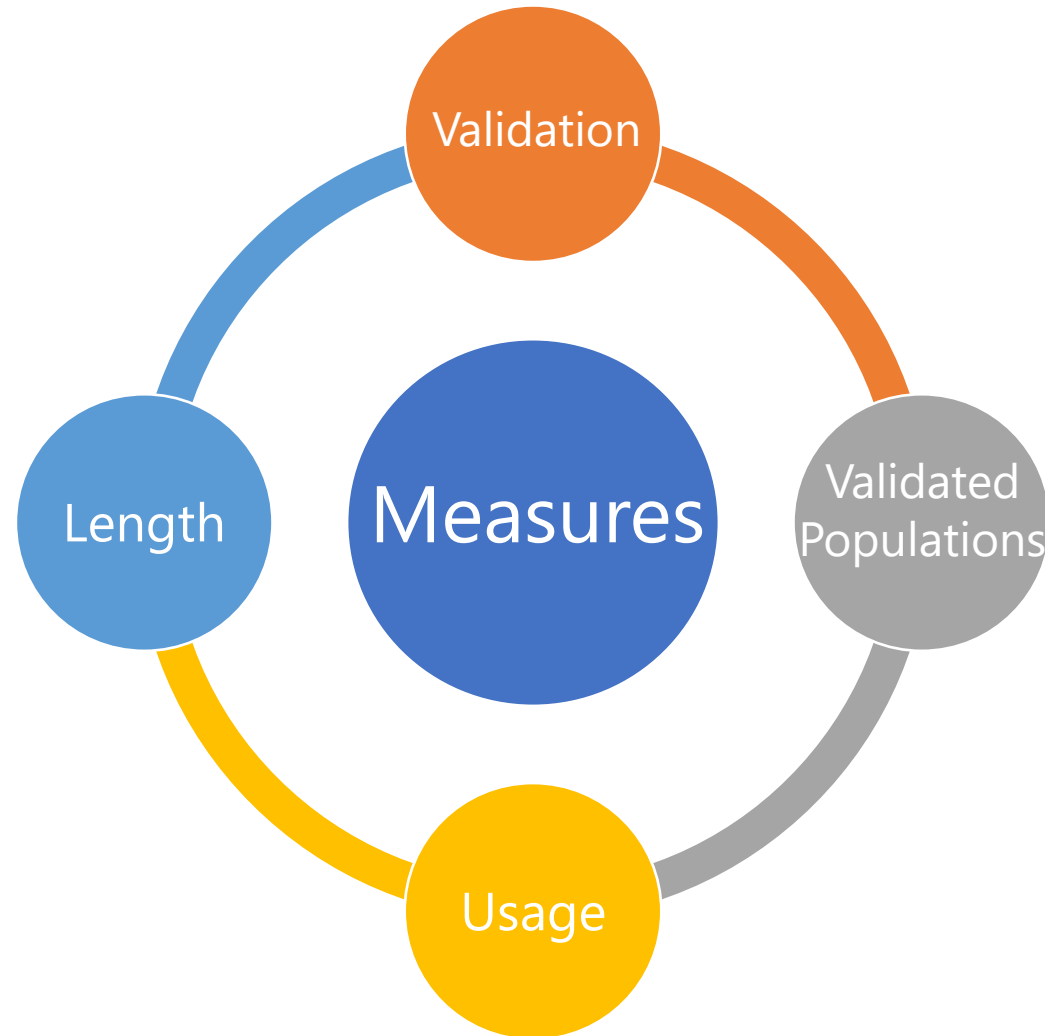 Validation
Length
Measures
Validated
Populations
Usage